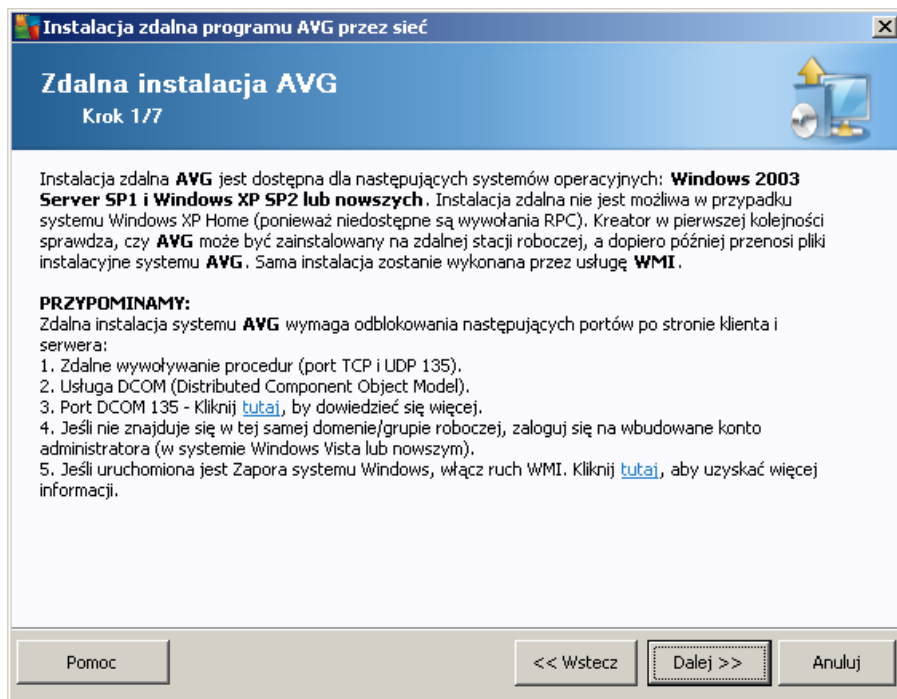 Instalacja zdalna programu AVG przez sieć
Zdalna instalacja AVG
Krok 1/7
Instalacja zdalna AVG jest dostępna dla następujących systemów operacyjnych: Windows 2003
Server SP1 i Windows XP SP2 lub nowszych. Instalacja zdalna nie jest możliwa w przypadku
systemu Windows XP Home (ponieważ niedostępne są wywołania RPC). Kreator w pierwszej kolejności
sprawdza, czy AVG może być zainstalowany na zdalnej stacji roboczej, a dopiero później przenosi pliki
instalacyjne systemu AVG. Sama instalacja zostanie wykonana przez usługę WMI.
PRZYPOMINAMY:
Zdalna instalacja systemu AVG wymaga odblokowania następujących portów po stronie klienta i
serwera:
1. Zdalne wywoływanie procedur (port TCP i UDP 135).
2. Usługa DCOM (Distributed Component Object Model).
3. Port DCOM 135 - Kliknij tutaj, by dowiedzieć się więcej.
4. Jeśli nie znajduje się w tej samej domenie/grupie roboczej, zaloguj się na wbudowane konto
administratora (w systemie Windows Vista lub nowszym).
5. Jeśli uruchomiona jest Zapora systemu Windows, włącz ruch WMI. Kliknij tutaj, aby uzyskać więcej
informacji.
Pomoc
<< Wstecz
Dalej >>
Anuluj